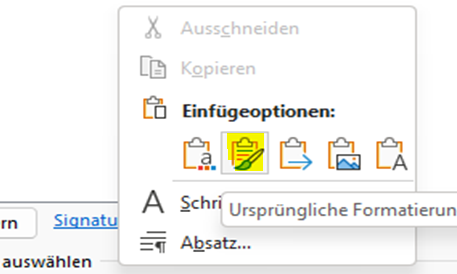 Ausschneiden
Kopieren
Einfügeoptionen:
a
A
A Schri
Ursprüngliche Formatierun
rn Signatu
Absatz...
auswählen